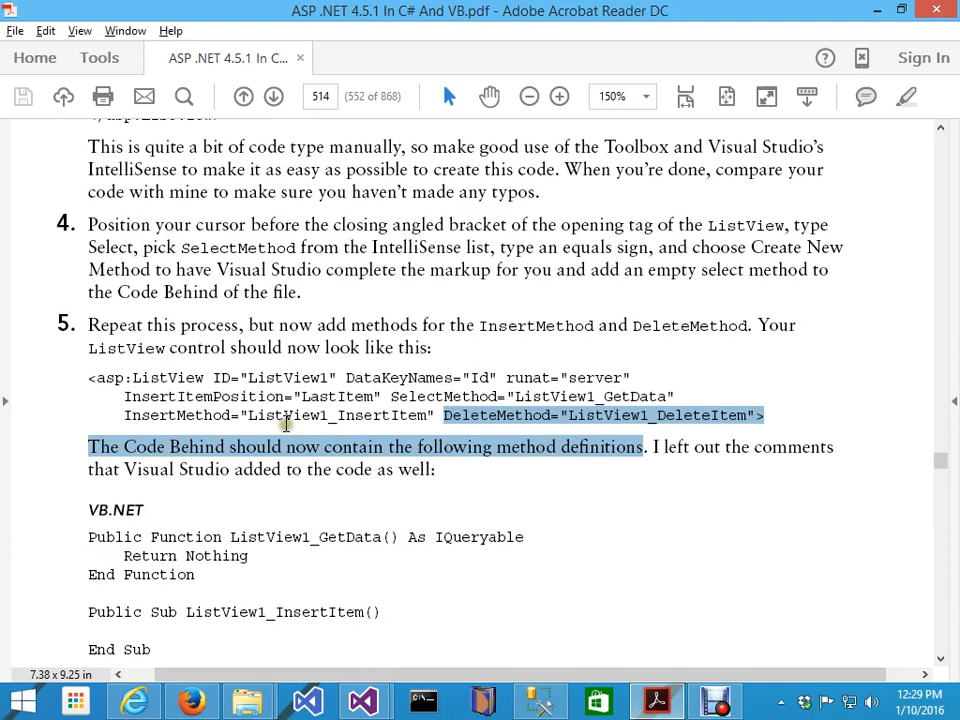 ASP .NET 4.5.1 In C# And VB.pdf - Adobe Acrobat Reader DC
File Edit View Window Help
Home Tools ASP .NET 4.5.1 In C... × Sign In
514 (552 of 868) 150%
This is quite a bit of code type manually, so make good use of the Toolbox and Visual Studio's
IntelliSense to make it as easy as possible to create this code. When you're done, compare your
code with mine to make sure you haven't made any typos.
4. Position your cursor before the closing angled bracket of the opening tag of the ListView, type
Select, pick SelectMethod from the IntelliSense list, type an equals sign, and choose Create New
Method to have Visual Studio complete the markup for you and add an empty select method to
the Code Behind of the file.
5. Repeat this process, but now add methods for the InsertMethod and DeleteMethod. Your
ListView control should now look like this:
<asp:ListView ID="ListView1" DataKeyNames="Id" runat="server"
InsertItemPosition="LastItem" SelectMethod="ListView1_GetData"
InsertMethod="ListView1_InsertItem" DeleteMethod="ListView1_DeleteItem">
The Code Behind should now contain the following method definitions. I left out the comments
that Visual Studio added to the code as well:
VB.NET
Public Function ListView1_GetData() As IQueryable
Return Nothing
End Function
Public Sub ListView1_InsertItem()
End Sub
7.38 x 9.25 in
12:29 PM
1/10/2016